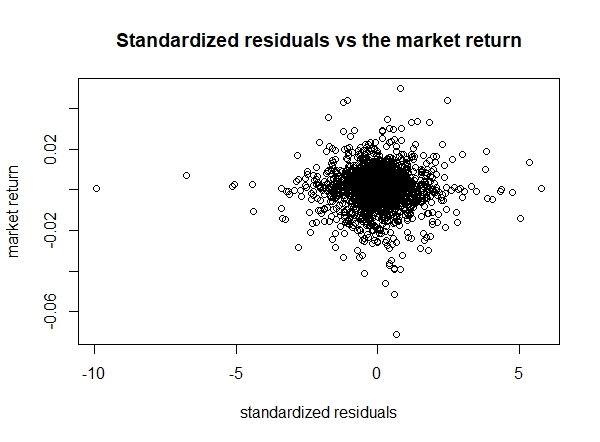 Standardized residuals vs the market return
market return
0.02
-0.02
-0.06
-10
-5
0
5
standardized residuals